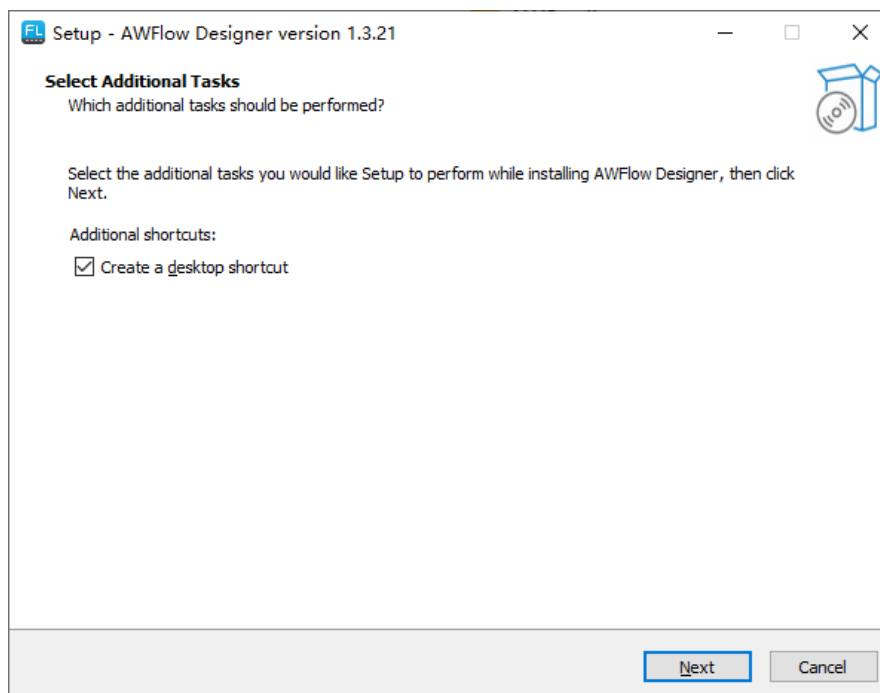 FL Setup - AWFlow Designer version 1.3.21
Select Additional Tasks
Which additional tasks should be performed?
Select the additional tasks you would like Setup to perform while installing AWFlow Designer, then click
Next.
Additional shortcuts:
Create a desktop shortcut
Next Cancel